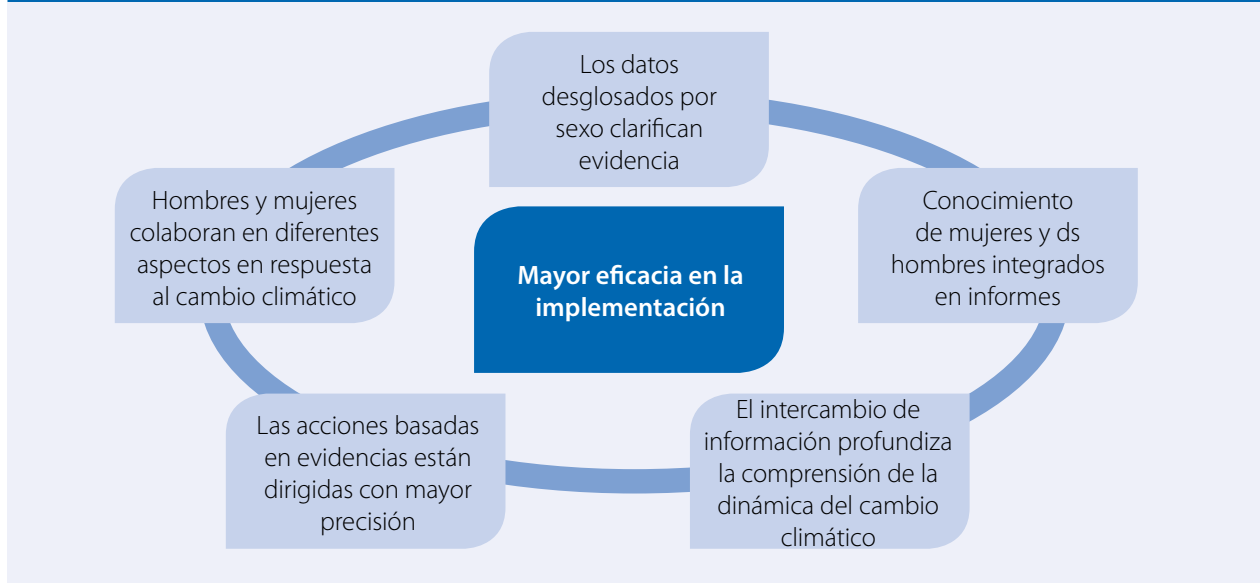 Los datos
desglosados por
sexo clarifican
evidencia
Conocimiento
de mujeres y ds
hombres integrados
en informes
El intercambio de
información profundiza
la comprensión de la
dinámica del cambio
climático
Las acciones basadas
en evidencias están
dirigidas con mayor
precisión
Hombres y mujeres
colaboran en diferentes
aspectos en respuesta
al cambio climático
Mayor eficacia en la
implementación